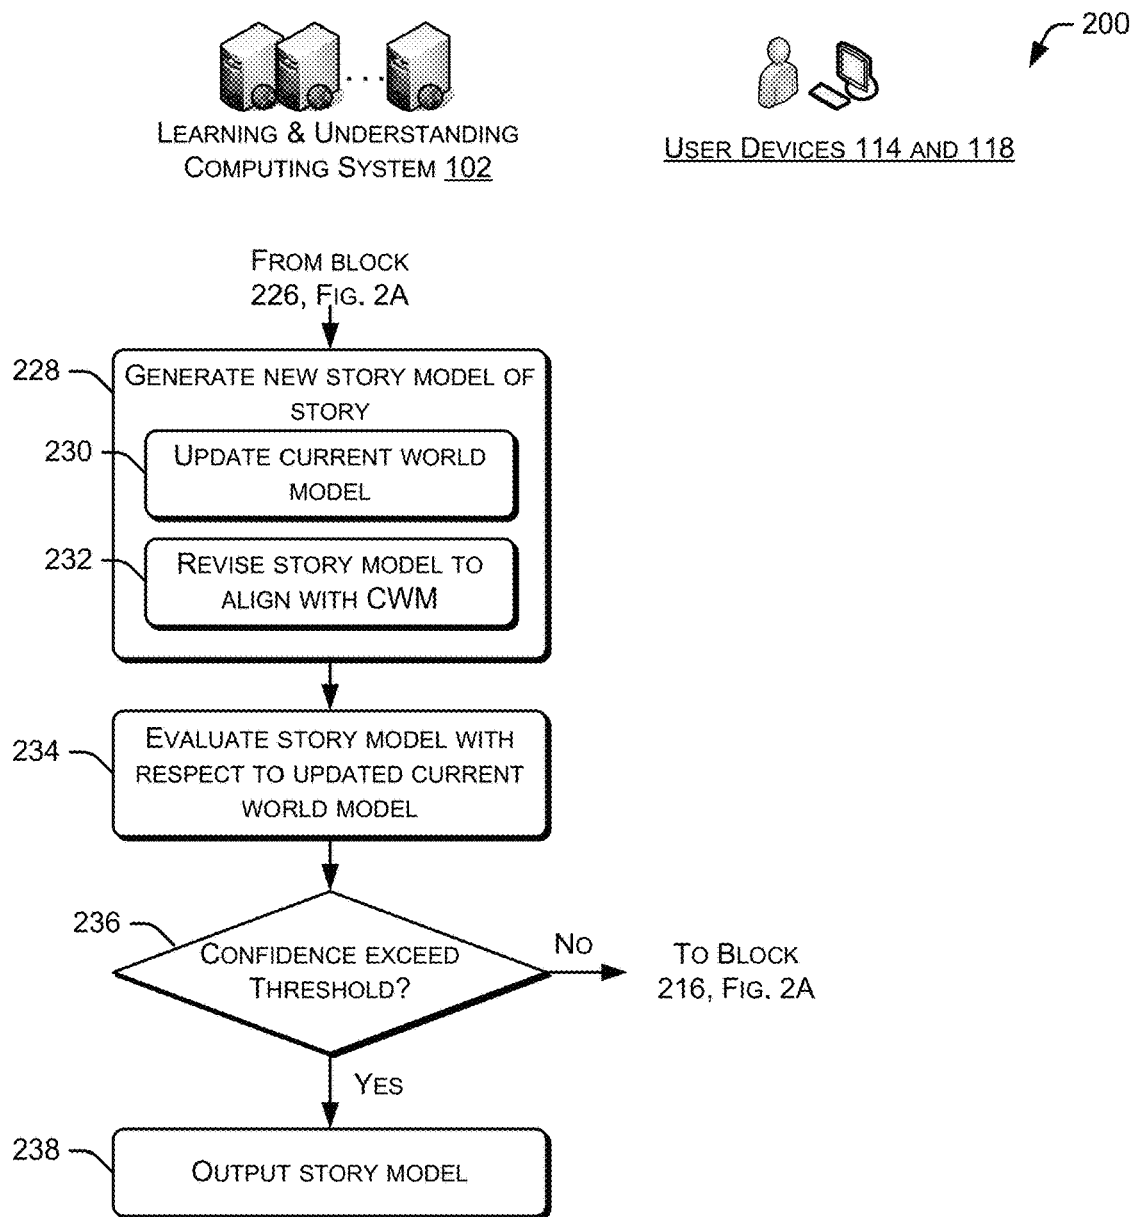 200
LEARNING & UNDERSTANDING
COMPUTING SYSTEM 102
USER DEVICES 114 AND 118
FROM BLOCK
226, FIG. 2A
228
GENERATE NEW STORY MODEL OF
STORY
230
UPDATE CURRENT WORLD
MODEL
232
REVISE STORY MODEL TO
ALIGN WITH CWM
234
EVALUATE STORY MODEL WITH
RESPECT TO UPDATED CURRENT
WORLD MODEL
236
CONFIDENCE EXCEED
THRESHOLD?
NO
TO BLOCK
216, FIG. 2A
YES
238
OUTPUT STORY MODEL